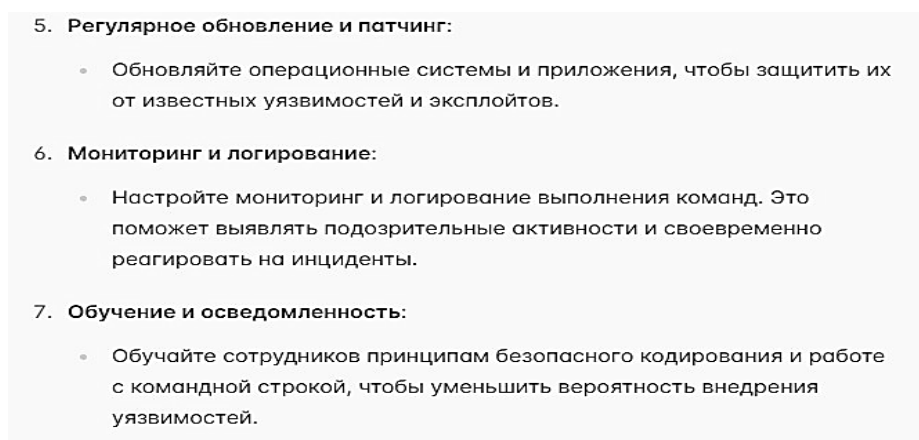 5. Регулярное обновление и патчинг:
◦ Обновляйте операционные системы и приложения, чтобы защитить их
от известных уязвимостей и эксплойтов.
6. Мониторинг и логирование:
◦ Настройте мониторинг и логирование выполнения команд. Это
поможет выявлять подозрительные активности и своевременно
реагировать на инциденты.
7. Обучение и осведомленность:
◦ Обучайте сотрудников принципам безопасного кодирования и работе
с командной строкой, чтобы уменьшить вероятность внедрения
уязвимостей.